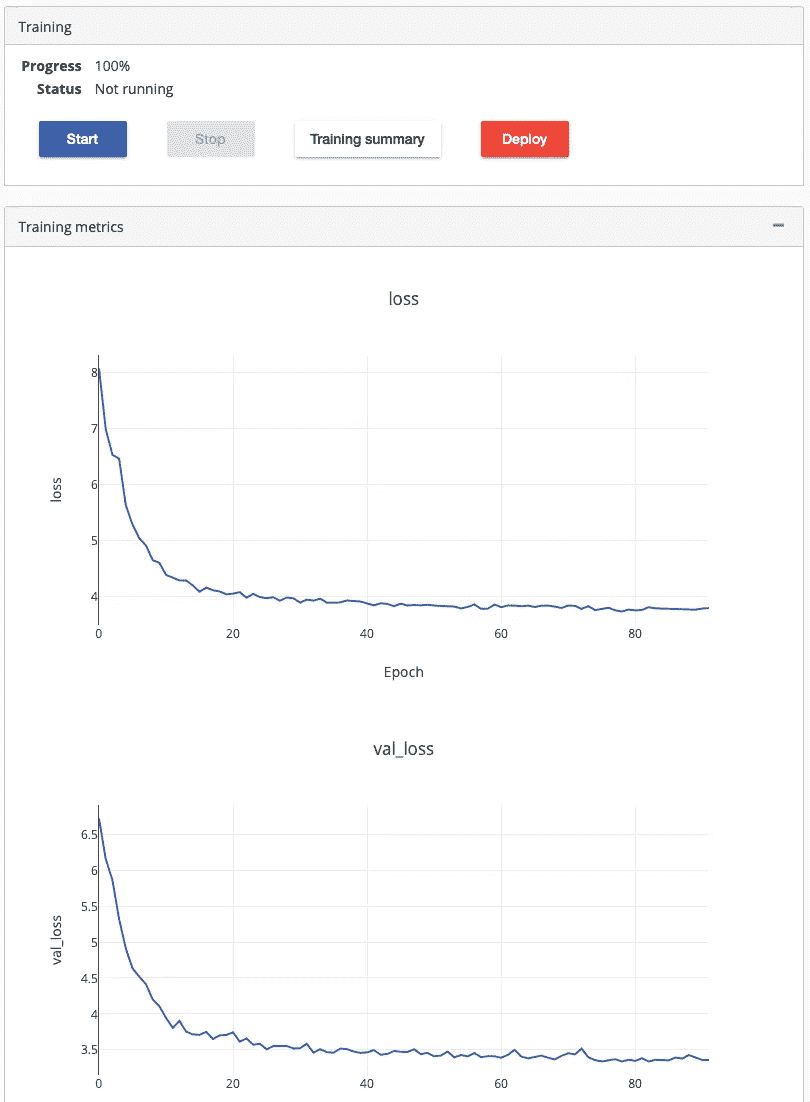 Training
Progress 100%
Status Not running
Start Stop Training summary Deploy
Training metrics
loss
8
7
6
5
4
loss
0 20 40 60 80
Epoch
val_loss
6.5
6
5.5
5
4.5
4
3.5
val_loss
0 20 40 60 80